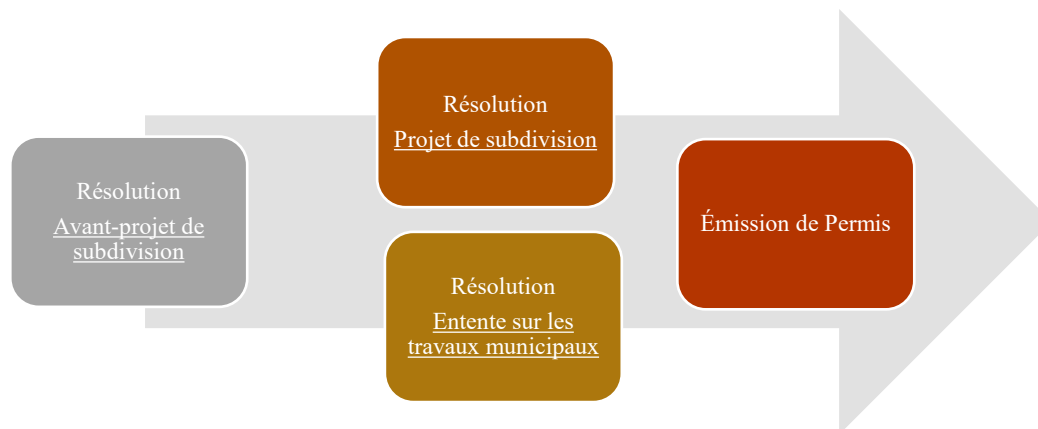 Résolution
Avant-projet de
subdivision
Résolution
Projet de subdivision
Résolution
Entente sur les
travaux municipaux
Émission de Permis